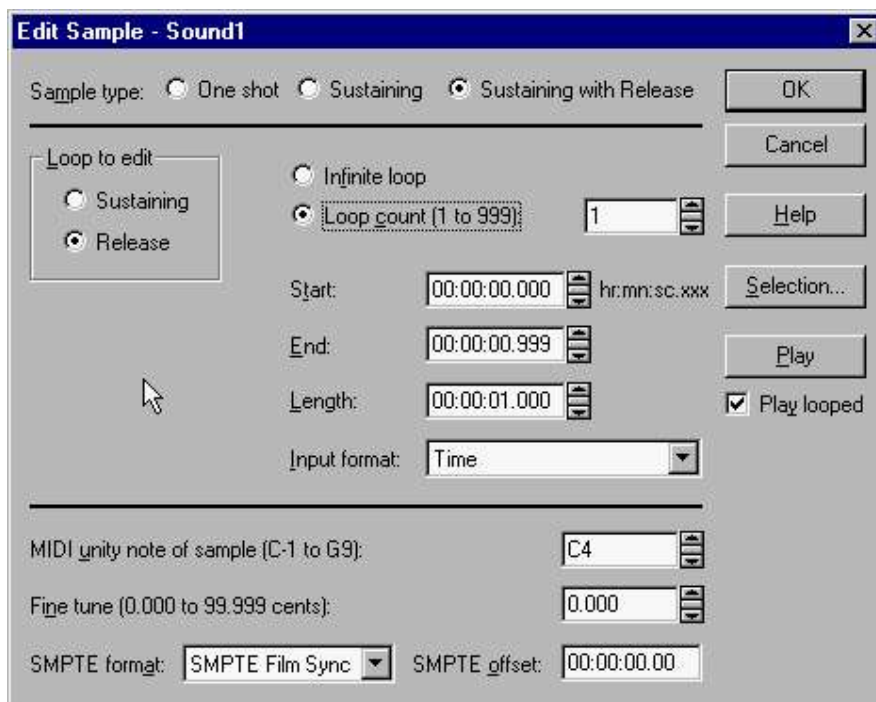 Edit Sample - Sound1
Sample type: One shot Sustaining Sustaining with Release
OK
Cancel
Loop to edit
Sustaining
Release
Infinite loop
Loop count (1 to 999): 1
Help
Start: 00:00:00.000 hr:mn:sc.xxx
Selection...
End: 00:00:00.999
Play
Length: 00:00:01.000
Play looped
Input format: Time
MIDI unity note of sample (C-1 to G9): C4
Fine tune (0.000 to 99.999 cents): 0.000
SMPTE format: SMPTE Film Sync SMPTE offset: 00:00:00.00